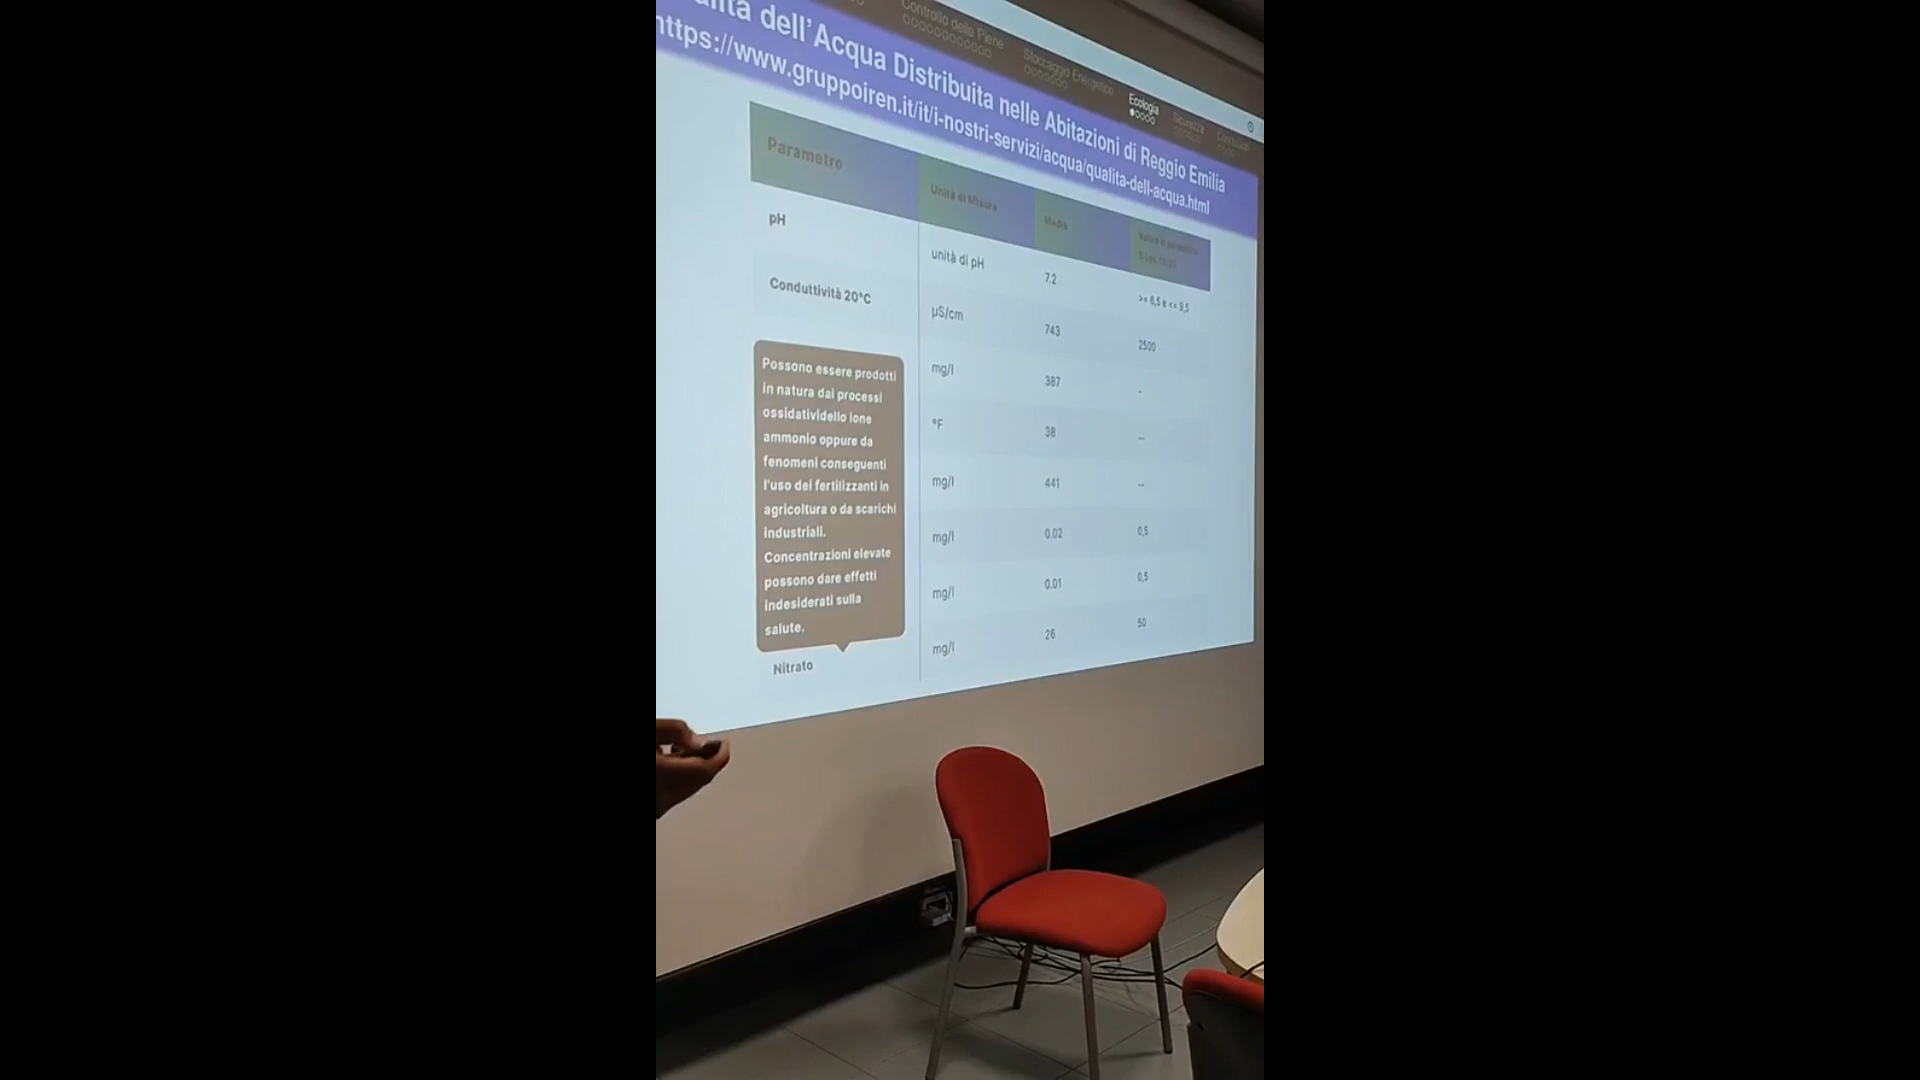 Controllo delle Piene
Stoccaggio Energetico
Ecologia
Sicurezza
dell'Acqua Distribuita nelle Abitazioni di Reggio Emilia
https://www.gruppoiren.it/it/i-nostri-servizi/acqua/qualita-dell-acqua.html
Parametro
Unità di Misura
Media
pH
unità di pH
7.2
>= 6,5 e <= 9,5
Conduttività 20°C
µS/cm
743
2500
mg/l
387
-
°F
38
--
mg/l
441
--
mg/l
0.02
0,5
mg/l
0.01
0,5
Possono essere prodotti
in natura dai processi
ossidatividello ione
ammonio oppure da
fenomeni conseguenti
l'uso dei fertilizzanti in
agricoltura o da scarichi
industriali.
Concentrazioni elevate
possono dare effetti
indesiderati sulla
salute.
Nitrato
mg/l
26
50